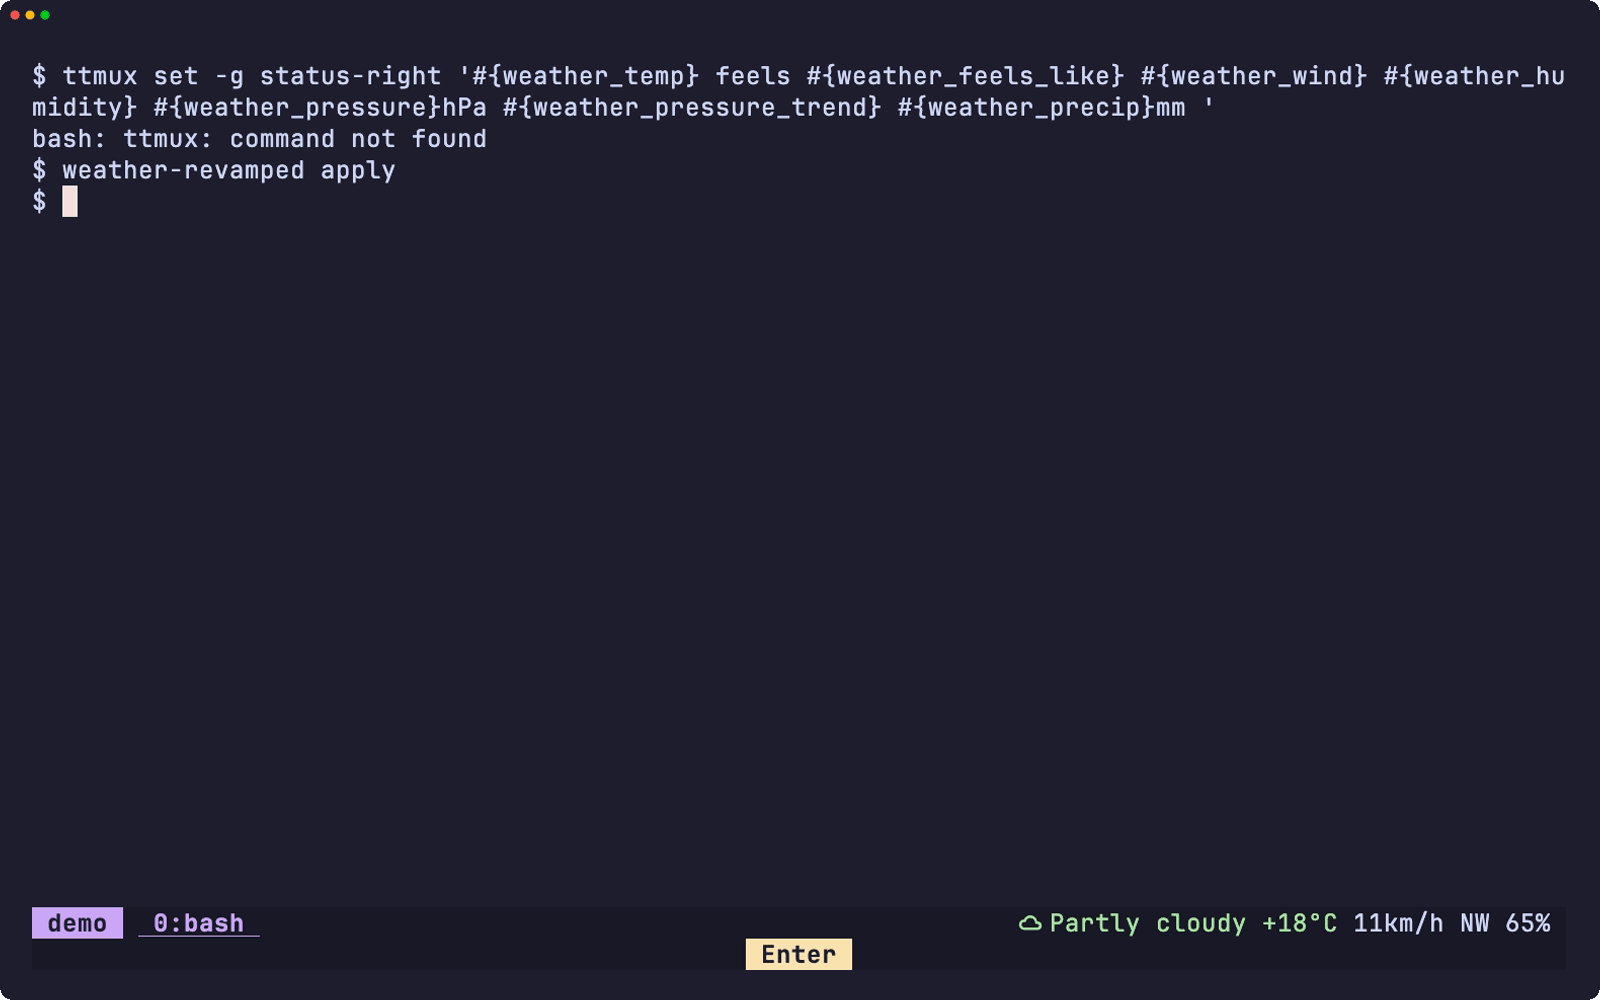 $ ttmux set -g status-right '#{weather_temp} feels #{weather_feels_like} #{weather_wind} #{weather_hu
midity} #{weather_pressure}hPa #{weather_pressure_trend} #{weather_precip}mm '
bash: ttmux: command not found
$ weather-revamped apply
$
demo 0:bash Partly cloudy +18°C 11km/h NW 65%
Enter